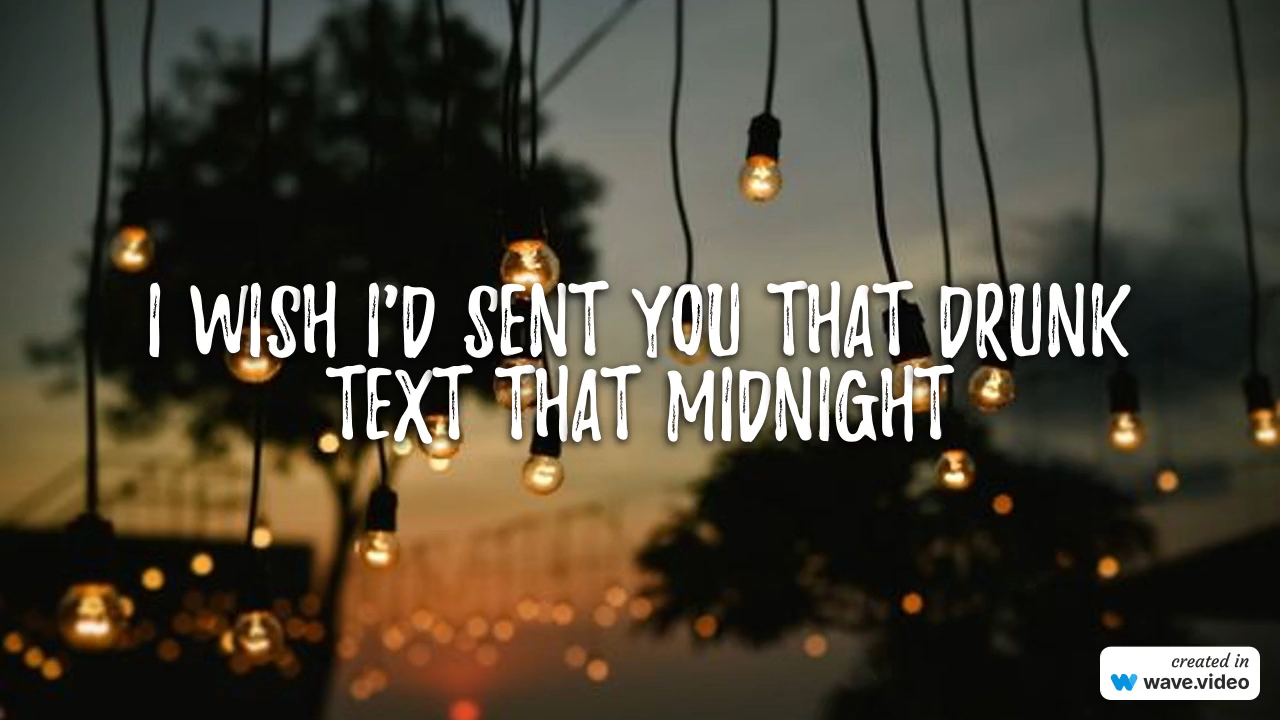 I WISH I'D SENT YOU THAT DRUNK
TEXT THAT MIDNIGHT
created in
wave.video